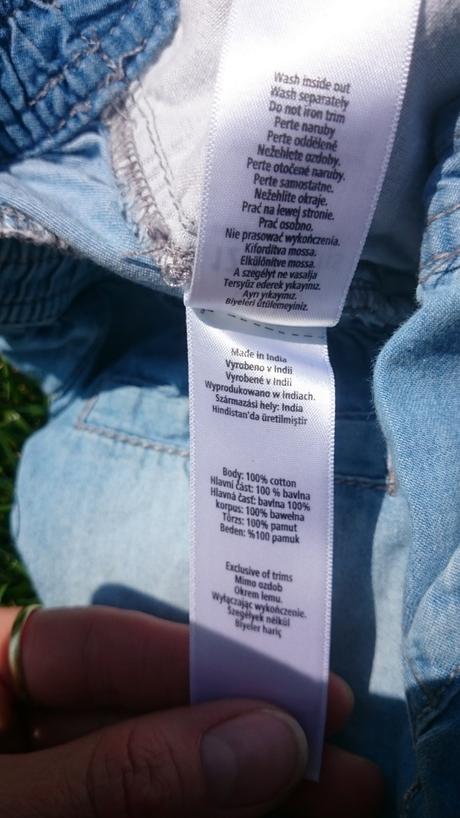 Wash inside out
Wash separately
Do not iron trim
Perte naruby
Perte odděleně
Nežehlete ozdoby.
Perte otočené naruby.
Perte samostatne.
Nežehlite okraje.
Prać na lewej stronie.
Prać osobno.
Nie prasować wykończenia.
Kifordítva mossa.
Elkülönítve mossa.
A szegélyt ne vasalja
Tersyüz ederek yıkayınız.
Ayrı yıkayınız.
Biyeleri ütülemeyiniz.
Made in India
Vyrobeno v Indii
Vyrobené v Indii
Wyprodukowano w Indiach.
Származási hely: India
Hindistan'da üretilmiştir
Body: 100% cotton
Hlavní část: 100 % bavlna
Hlavná časť: bavlna 100%
korpus: 100% bawełna
Törzs: 100% pamut
Beden: %100 pamuk
Exclusive of trims
Mimo ozdob
Okrem lemu.
Wyłączając wykończenie.
Szegélyek nélkül
Biyeler hariç